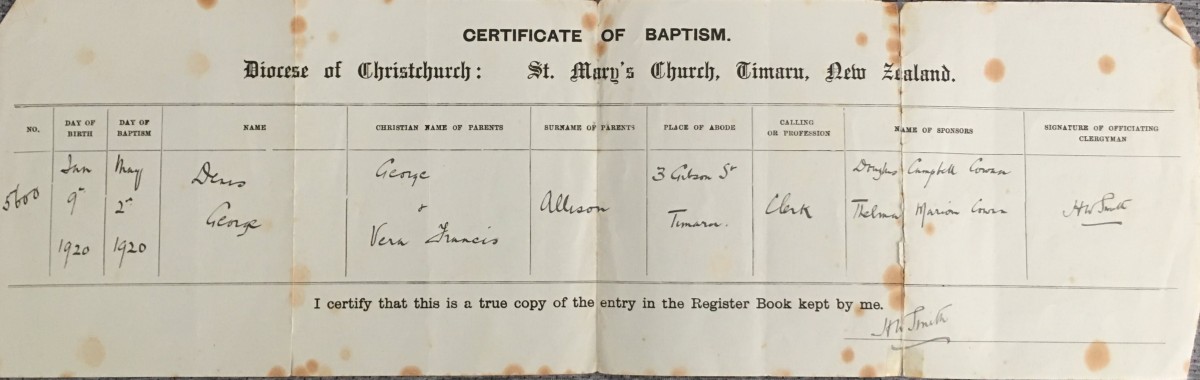 CERTIFICATE OF BAPTISM.
Diocese of Christchurch: St. Mary's Church, Timaru, New Zealand.
NO.
DAY OF BIRTH
DAY OF BAPTISM
NAME
CHRISTIAN NAME OF PARENTS
SURNAME OF PARENTS
PLACE OF ABODE
CALLING OR PROFESSION
NAME OF SPONSORS
SIGNATURE OF OFFICIATING CLERGYMAN
5600
Jan 9th 1920
May 2nd 1920
Denis
George
George
&
Vera Francis
Allison
3 Gibson St
Timaru.
Clerk
Douglas Campbell Cowan
Thelma Marion Cowan
HW Smith
I certify that this is a true copy of the entry in the Register Book kept by me.
HW Smith